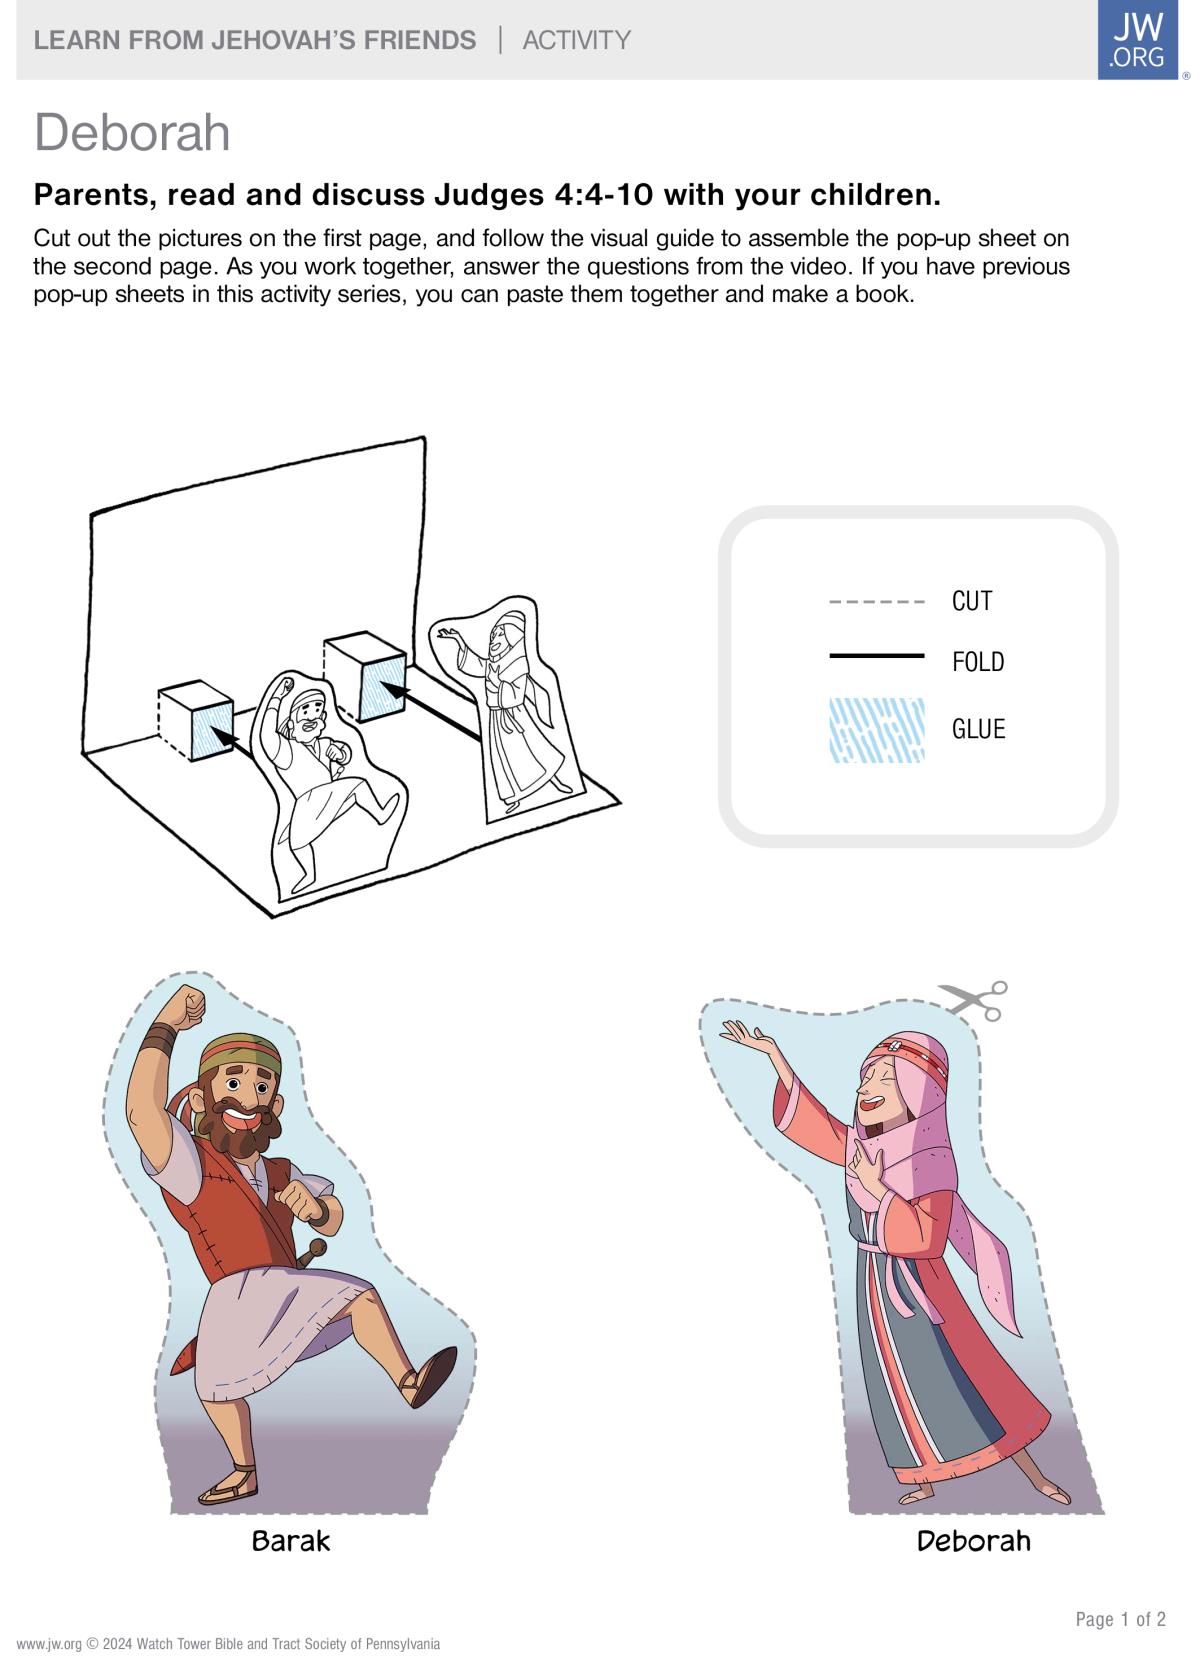 LEARN FROM JEHOVAH'S FRIENDS | ACTIVITY
JW
.ORG
®
Deborah
Parents, read and discuss Judges 4:4-10 with your children.
Cut out the pictures on the first page, and follow the visual guide to assemble the pop-up sheet on
the second page. As you work together, answer the questions from the video. If you have previous
pop-up sheets in this activity series, you can paste them together and make a book.
CUT
FOLD
GLUE
Barak
Deborah
Page 1 of 2
www.jw.org © 2024 Watch Tower Bible and Tract Society of Pennsylvania